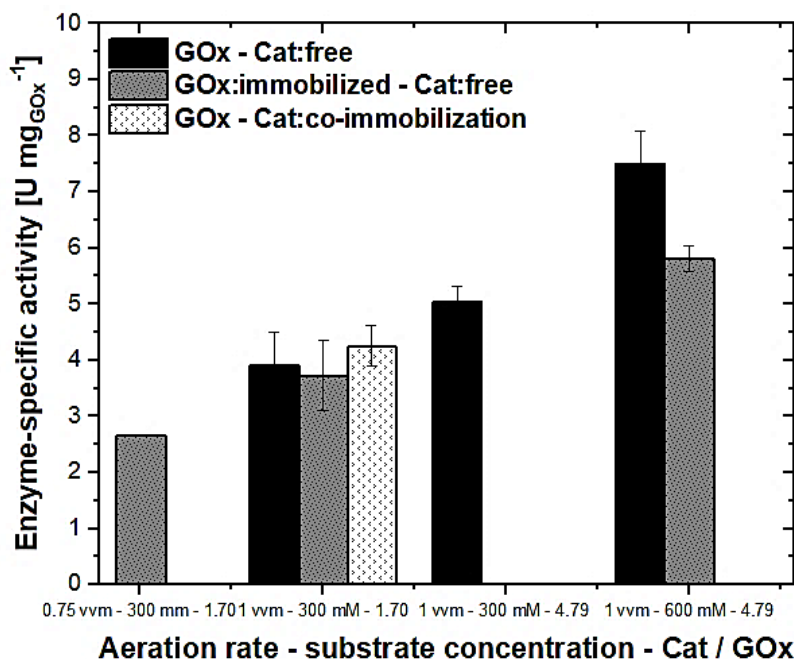 10
9
8
7
6
5
4
3
2
1
0
Enzyme-specific activity [U mg_GOx^-1]
GOx - Cat:free
GOx:immobilized - Cat:free
GOx - Cat:co-immobilization
0.75 vvm - 300 mm - 1.70 1 vvm - 300 mM - 1.70 1 vvm - 300 mM - 4.79 1 vvm - 600 mM - 4.79
Aeration rate - substrate concentration - Cat / GOx